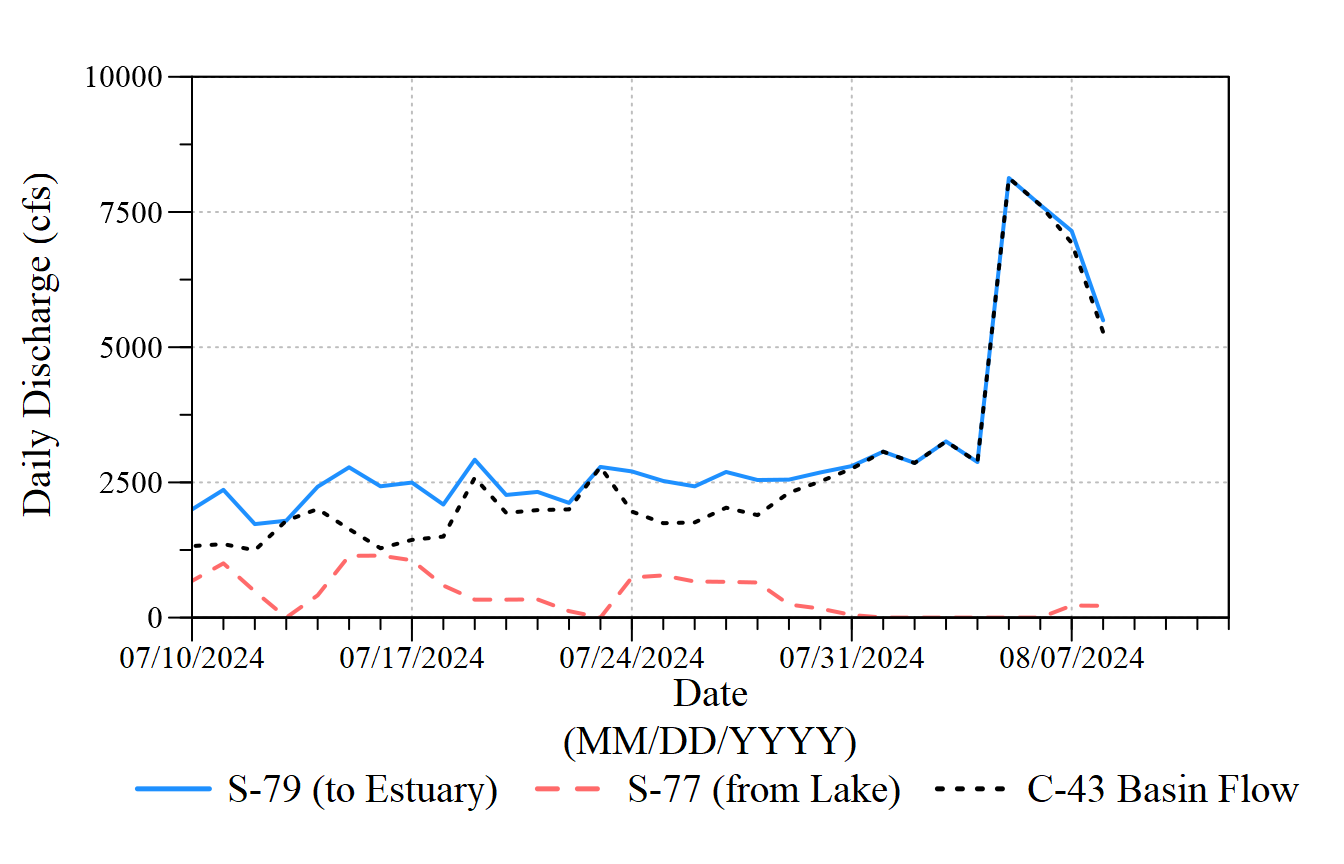 10000
7500
5000
2500
0
Daily Discharge (cfs)
07/10/2024 07/17/2024 07/24/2024 07/31/2024 08/07/2024
Date
(MM/DD/YYYY)
S-79 (to Estuary) S-77 (from Lake) C-43 Basin Flow